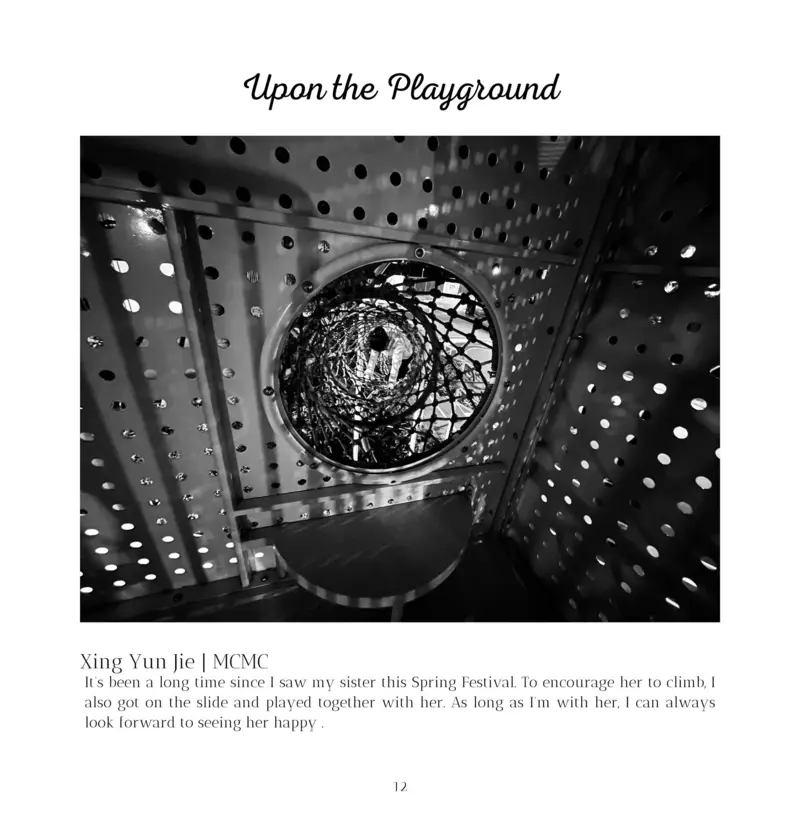 Upon the Playground
Xing Yun Jie | MCMC
It's been a long time since I saw my sister this Spring Festival. To encourage her to climb, I
also got on the slide and played together with her. As long as I'm with her, I can always
look forward to seeing her happy .
12